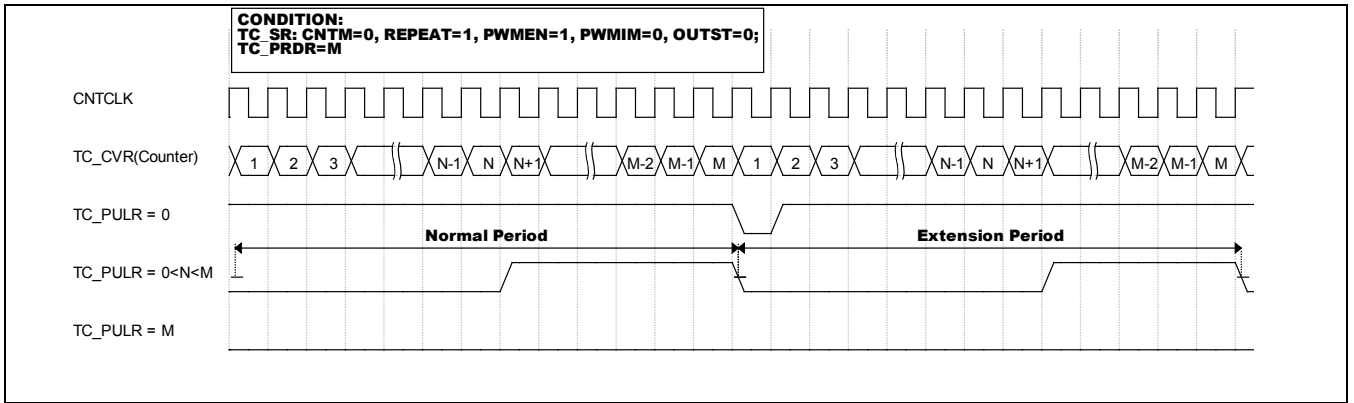 CONDITION:
TC_SR: CNTM=0, REPEAT=1, PWMEN=1, PWMIM=0, OUTST=0;
TC_PRDR=M
CNTCLK
TC_CVR(Counter) 1 2 3 N-1 N N+1 M-2 M-1 M 1 2 3 N-1 N N+1 M-2 M-1 M
TC_PULR = 0
Normal Period Extension Period
TC_PULR = 0<N<M
TC_PULR = M